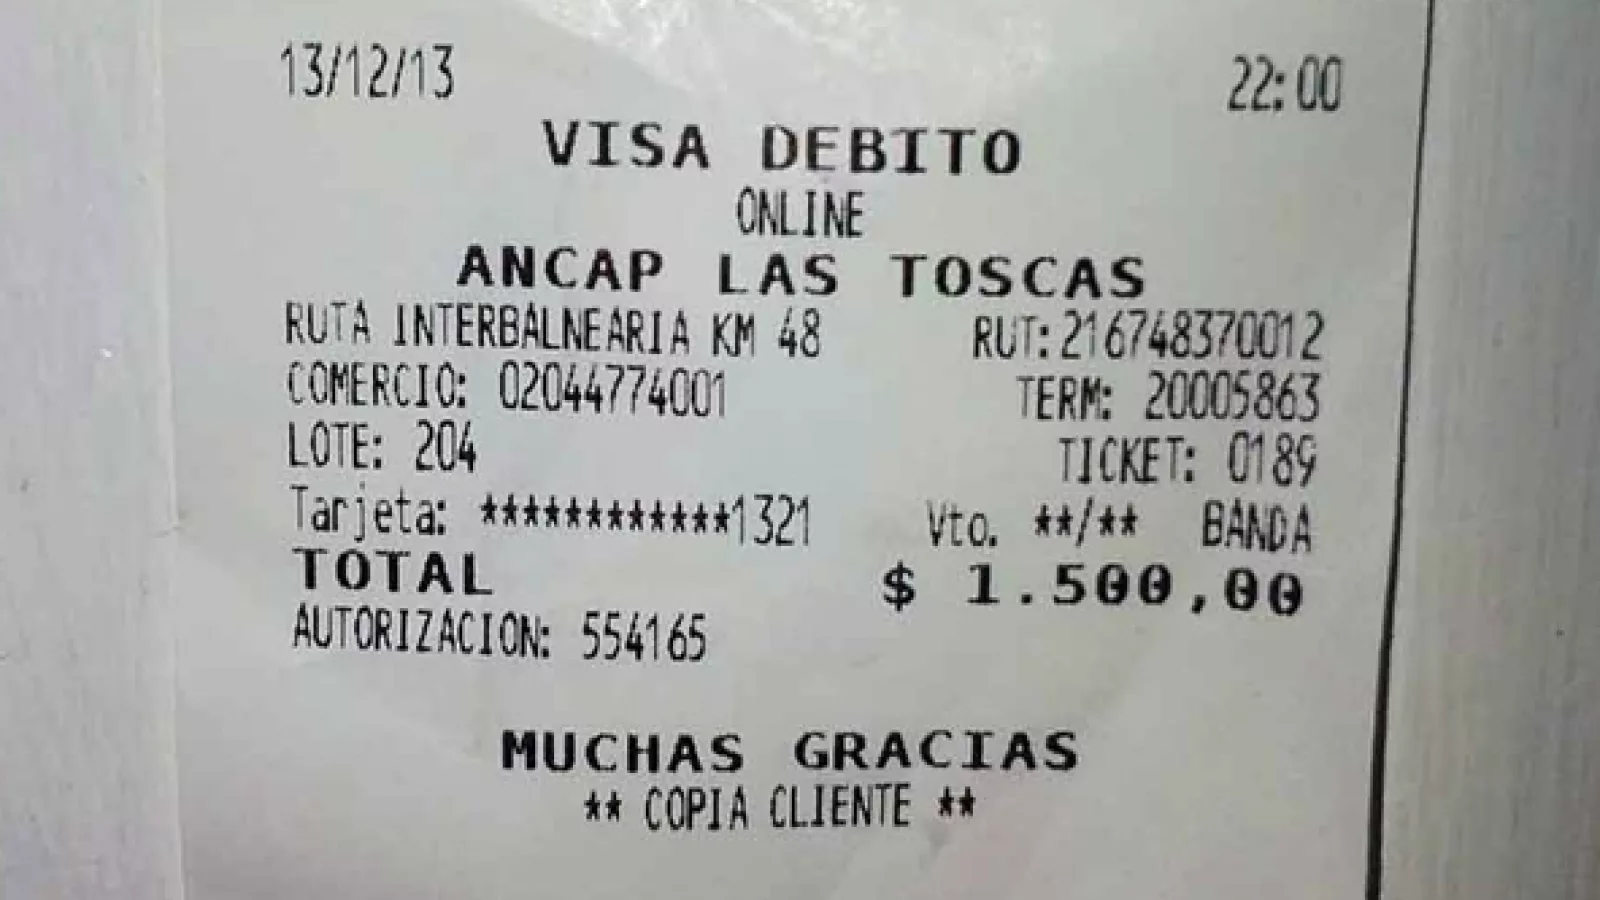 13/12/13 22:00
VISA DEBITO
ONLINE
ANCAP LAS TOSCAS
RUTA INTERBALNEARIA KM 48 RUT:216748370012
COMERCIO: 02044774001 TERM: 20005863
LOTE: 204 TICKET: 0189
Tarjeta: ************1321 Vto. **/** BANDA
TOTAL $ 1.500,00
AUTORIZACION: 554165
MUCHAS GRACIAS
** COPIA CLIENTE **